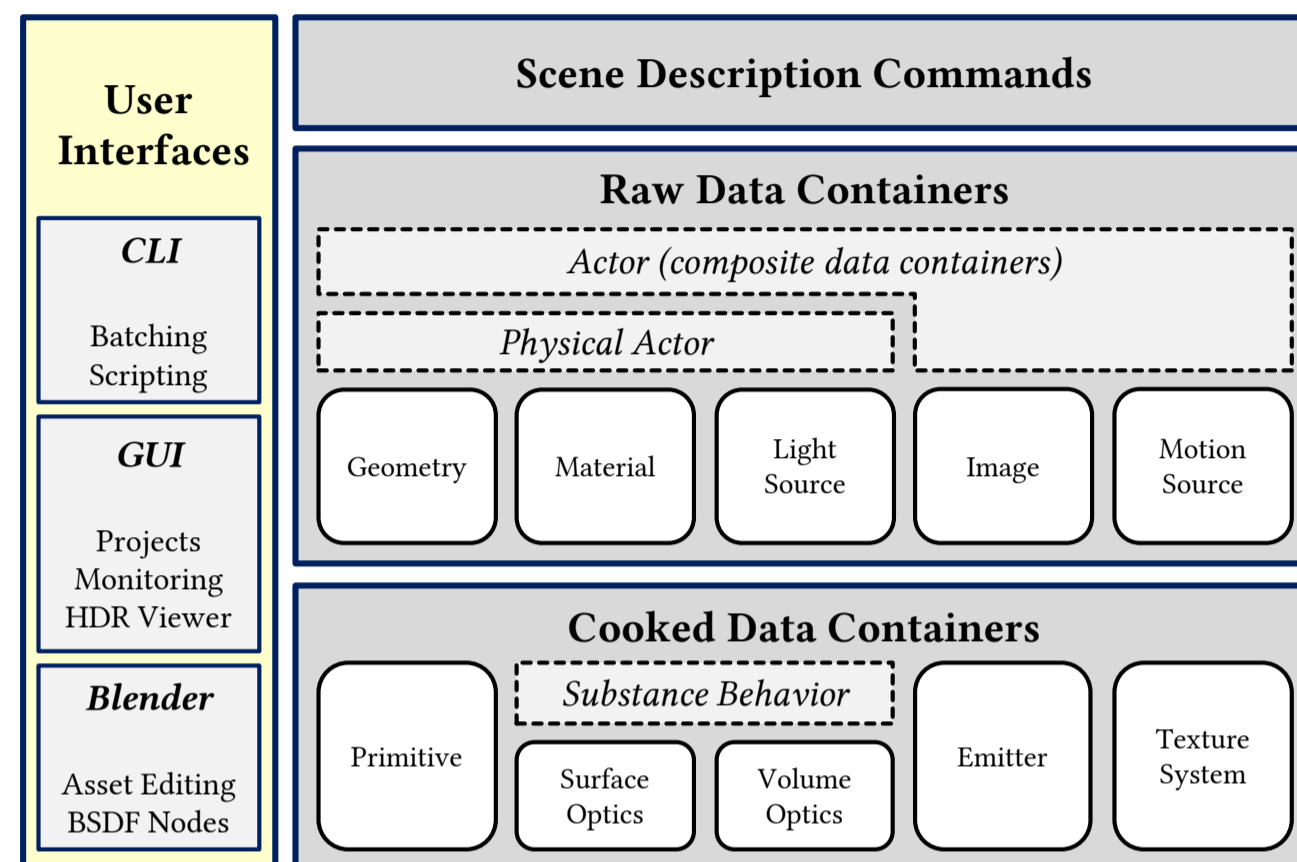 User
Interfaces
CLI
Batching
Scripting
GUI
Projects
Monitoring
HDR Viewer
Blender
Asset Editing
BSDF Nodes
Scene Description Commands
Raw Data Containers
Actor (composite data containers)
Physical Actor
Geometry
Material
Light
Source
Image
Motion
Source
Cooked Data Containers
Primitive
Substance Behavior
Surface
Optics
Volume
Optics
Emitter
Texture
System